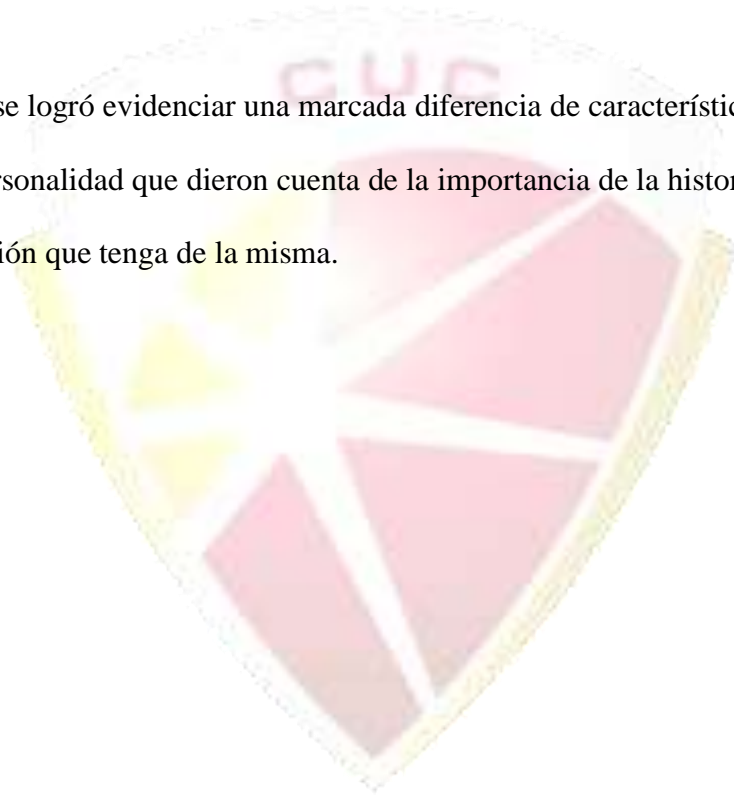 CUC
se logró evidenciar una marcada diferencia de característic
rsonalidad que dieron cuenta de la importancia de la histor
ión que tenga de la misma.